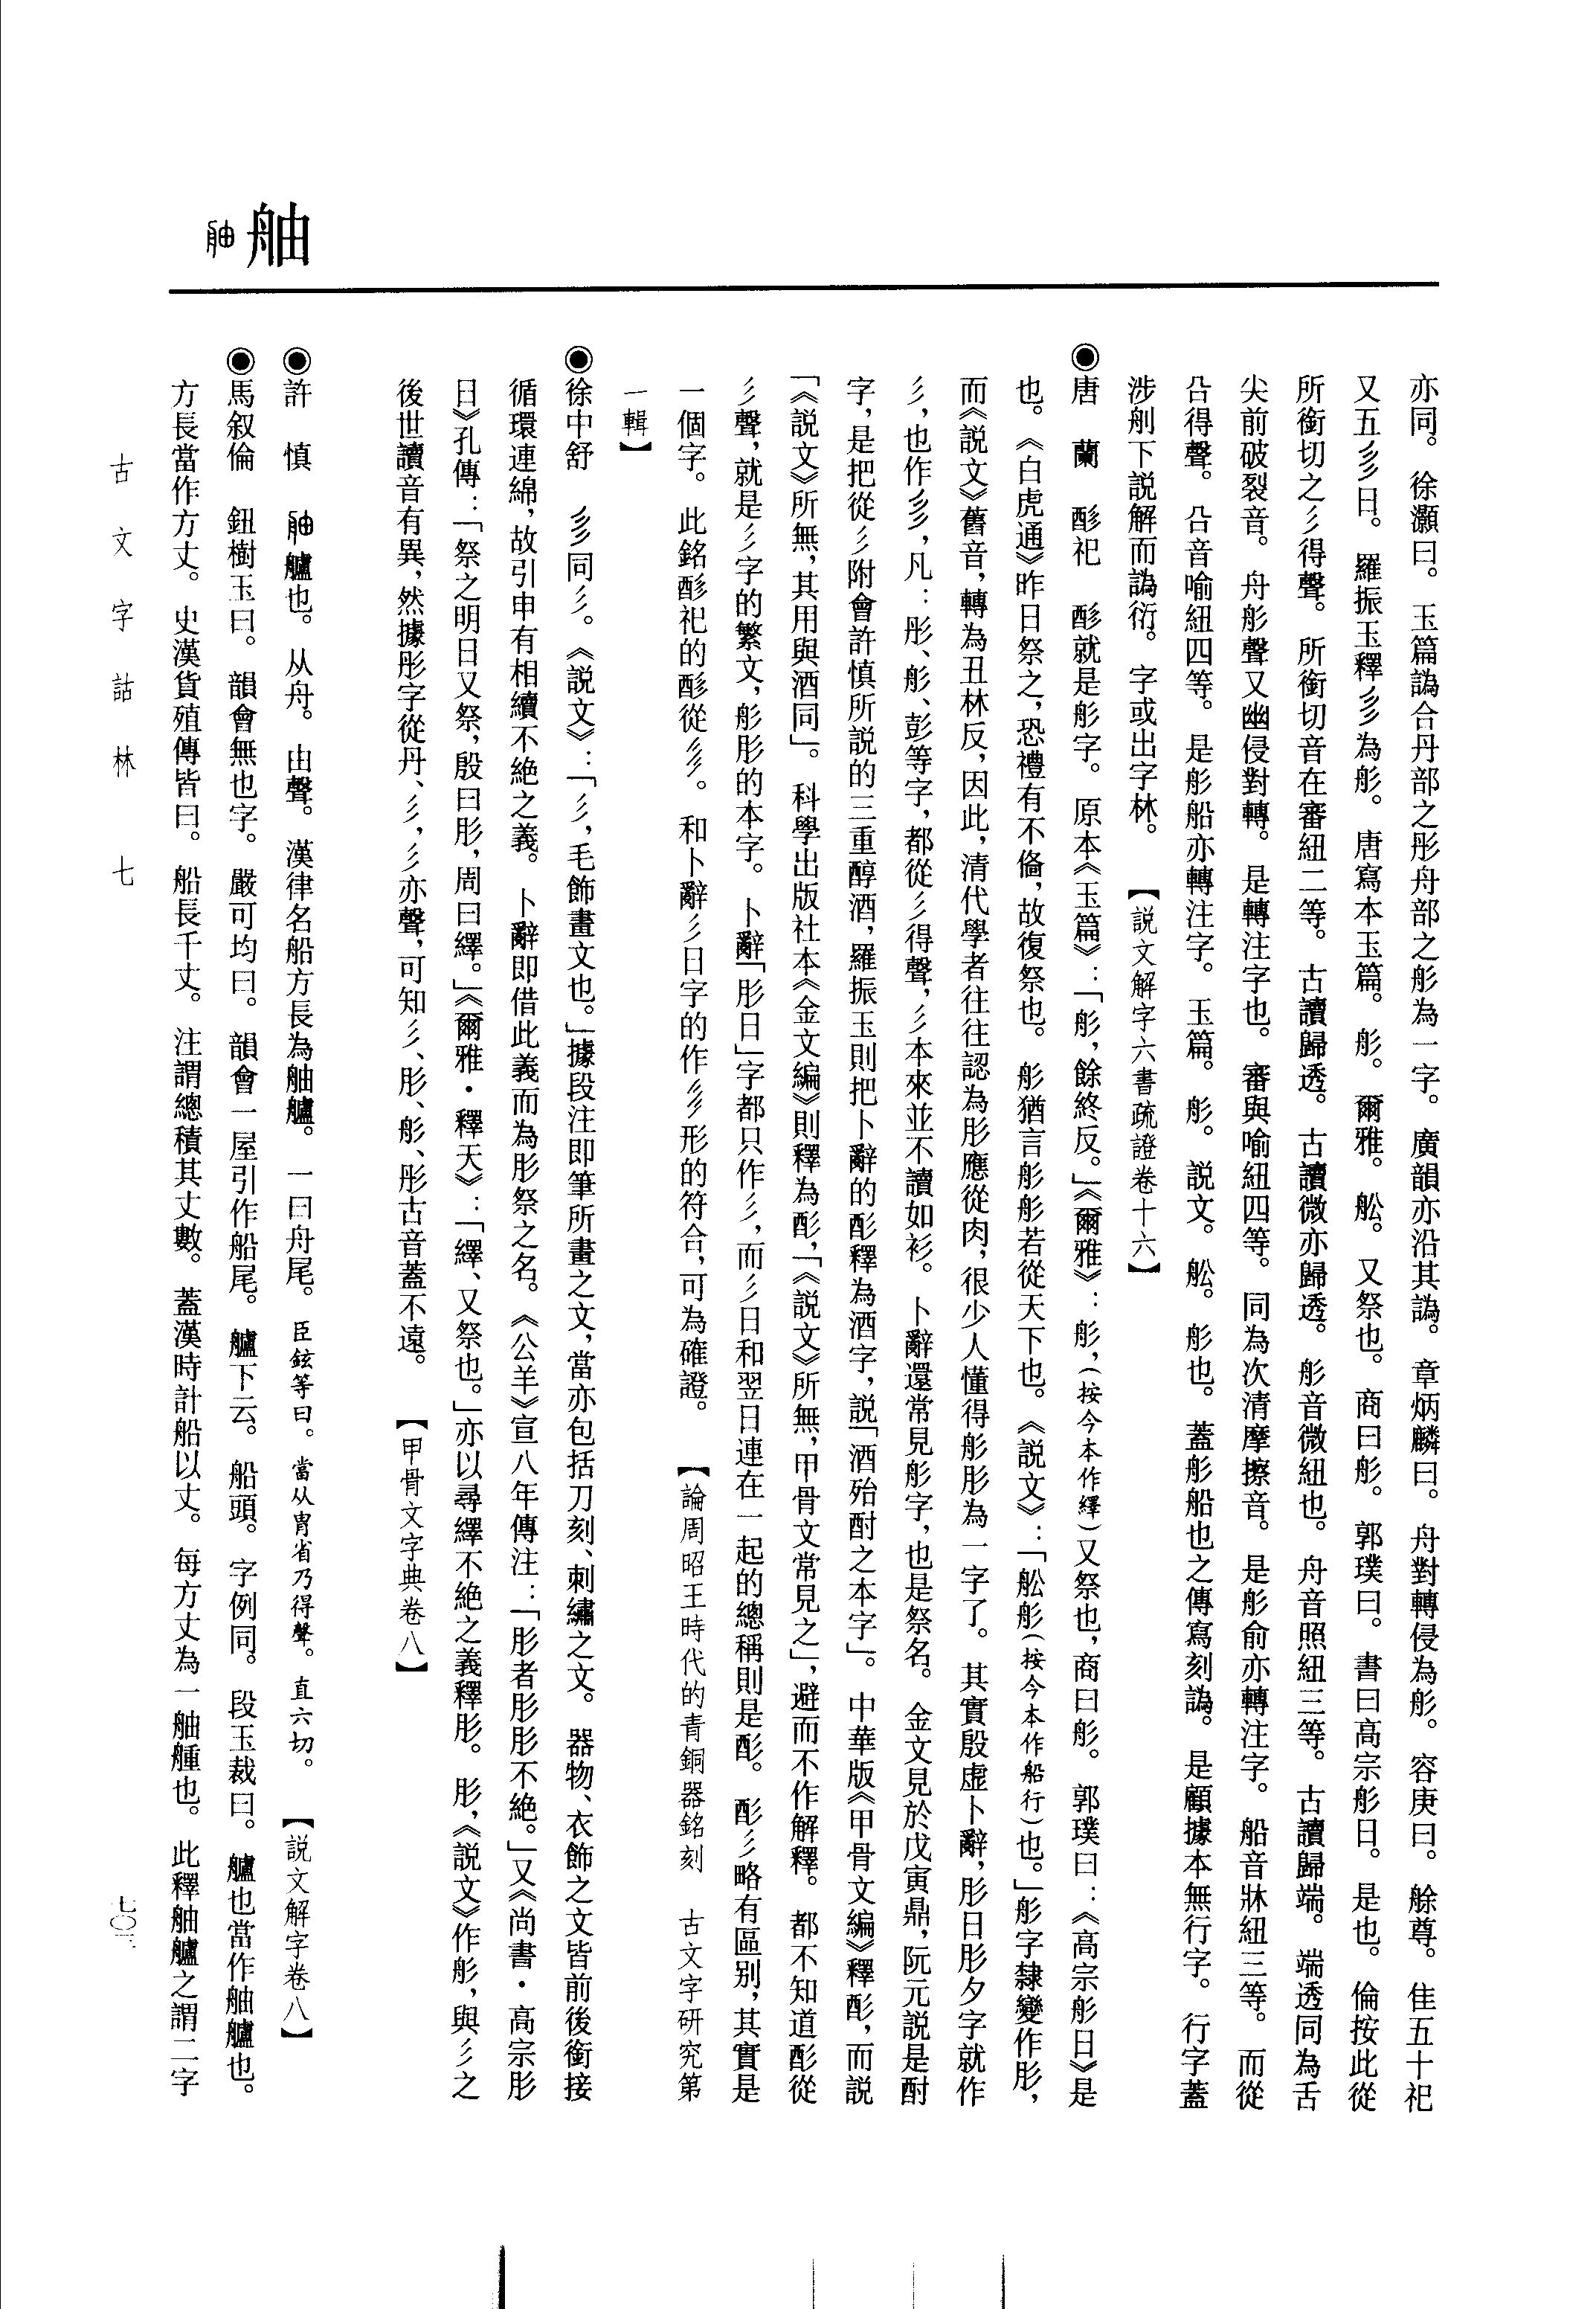 舳
亦同。徐灝曰。玉篇譌合丹部之彤舟部之彨為一字。廣韻亦沿其譌。章炳麟曰。舟對轉侵為彤。容庚曰。艅尊。隹五十祀
又五彡日。羅振玉釋彡為肜。唐寫本玉篇。肜。爾雅。舩。又祭也。商曰肜。郭璞曰。書曰高宗肜日。是也。倫按此從
所銜切之彡得聲。所銜切音在審紐二等。古讀歸透。古讀微亦歸透。肜音微紐也。舟音照紐三等。古讀歸端。端透同為舌
尖前破裂音。舟肜聲又幽侵對轉。是轉注字也。審與喻紐四等。同為次清摩擦音。是肜俞亦轉注字。船音牀紐三等。而從
㕣得聲。㕣音喻紐四等。是肜船亦轉注字。玉篇。肜。説文。舩。肜也。蓋肜船也之傳寫刻譌。是顧據本無行字。行字蓋
涉𠜚下説解而譌衍。字或出字林。　【説文解字六書疏證卷十六】
◉唐　蘭　酓祀　酓就是肜字。原本《玉篇》：「肜，餘終反。」《爾雅》：肜，（按今本作繹）又祭也，商曰肜。郭璞曰：《高宗肜日》是
也。《白虎通》昨日祭之，恐禮有不偹，故復祭也。肜猶言肜肜若從天下也。《説文》：「舩肜（按今本作船行）也。」肜字隸變作肜，
而《説文》舊音，轉為丑林反，因此，清代學者往往認為肜應從肉，很少人懂得肜肜為一字了。其實殷虛卜辭，肜日肜夕字就作
彡，也作彡，凡：彤、肜、彭等字，都從彡得聲，彡本來並不讀如衫。卜辭還常見肜字，也是祭名。金文見於戊寅鼎，阮元説是酎
字，是把從彡附會許慎所説的三重醇酒，羅振玉則把卜辭的酓釋為酒字，説「酒殆酎之本字」。中華版《甲骨文編》釋酓，而説
「《説文》所無，其用與酒同」。科學出版社本《金文編》則釋為酓，「《説文》所無，甲骨文常見之」，避而不作解釋。都不知道酓從
彡聲，就是彡字的繁文，肜肜的本字。卜辭「肜日」字都只作彡，而彡日和翌日連在一起的總稱則是酓。酓彡略有區別，其實是
一個字。此銘酓祀的酓從彡。和卜辭彡日字的作彡形的符合，可為確證。　【論周昭王時代的青銅器銘刻　古文字研究第
一輯】
◉徐中舒　彡同彡。《説文》：「彡，毛飾畫文也。」據段注即筆所畫之文，當亦包括刀刻、刺繡之文。器物、衣飾之文皆前後銜接
循環連綿，故引申有相續不絶之義。卜辭即借此義而為肜祭之名。《公羊》宣八年傳注：「肜者肜肜不絶。」又《尚書・高宗肜
日》孔傳：「祭之明日又祭，殷曰肜，周曰繹。」《爾雅・釋天》：「繹、又祭也。」亦以尋繹不絶之義釋肜。肜，《説文》作肜，與彡之
後世讀音有異，然據彤字從丹、彡，彡亦聲，可知彡、肜、肜、彤古音蓋不遠。　【甲骨文字典卷八】
◉許　慎　舳艫也。从舟。由聲。漢律名船方長為舳艫。一曰舟尾。臣鉉等曰。當从冑省乃得聲。直六切。　【説文解字卷八】
◉馬叙倫　鈕樹玉曰。韻會無也字。嚴可均曰。韻會一屋引作船尾。艫下云。船頭。字例同。段玉裁曰。艫也當作舳艫也。
方長當作方丈。史漢貨殖傳皆曰。船長千丈。注謂總積其丈數。蓋漢時計船以丈。每方丈為一舳艫也。此釋舳艫之謂二字
古文字詁林　七
七〇三